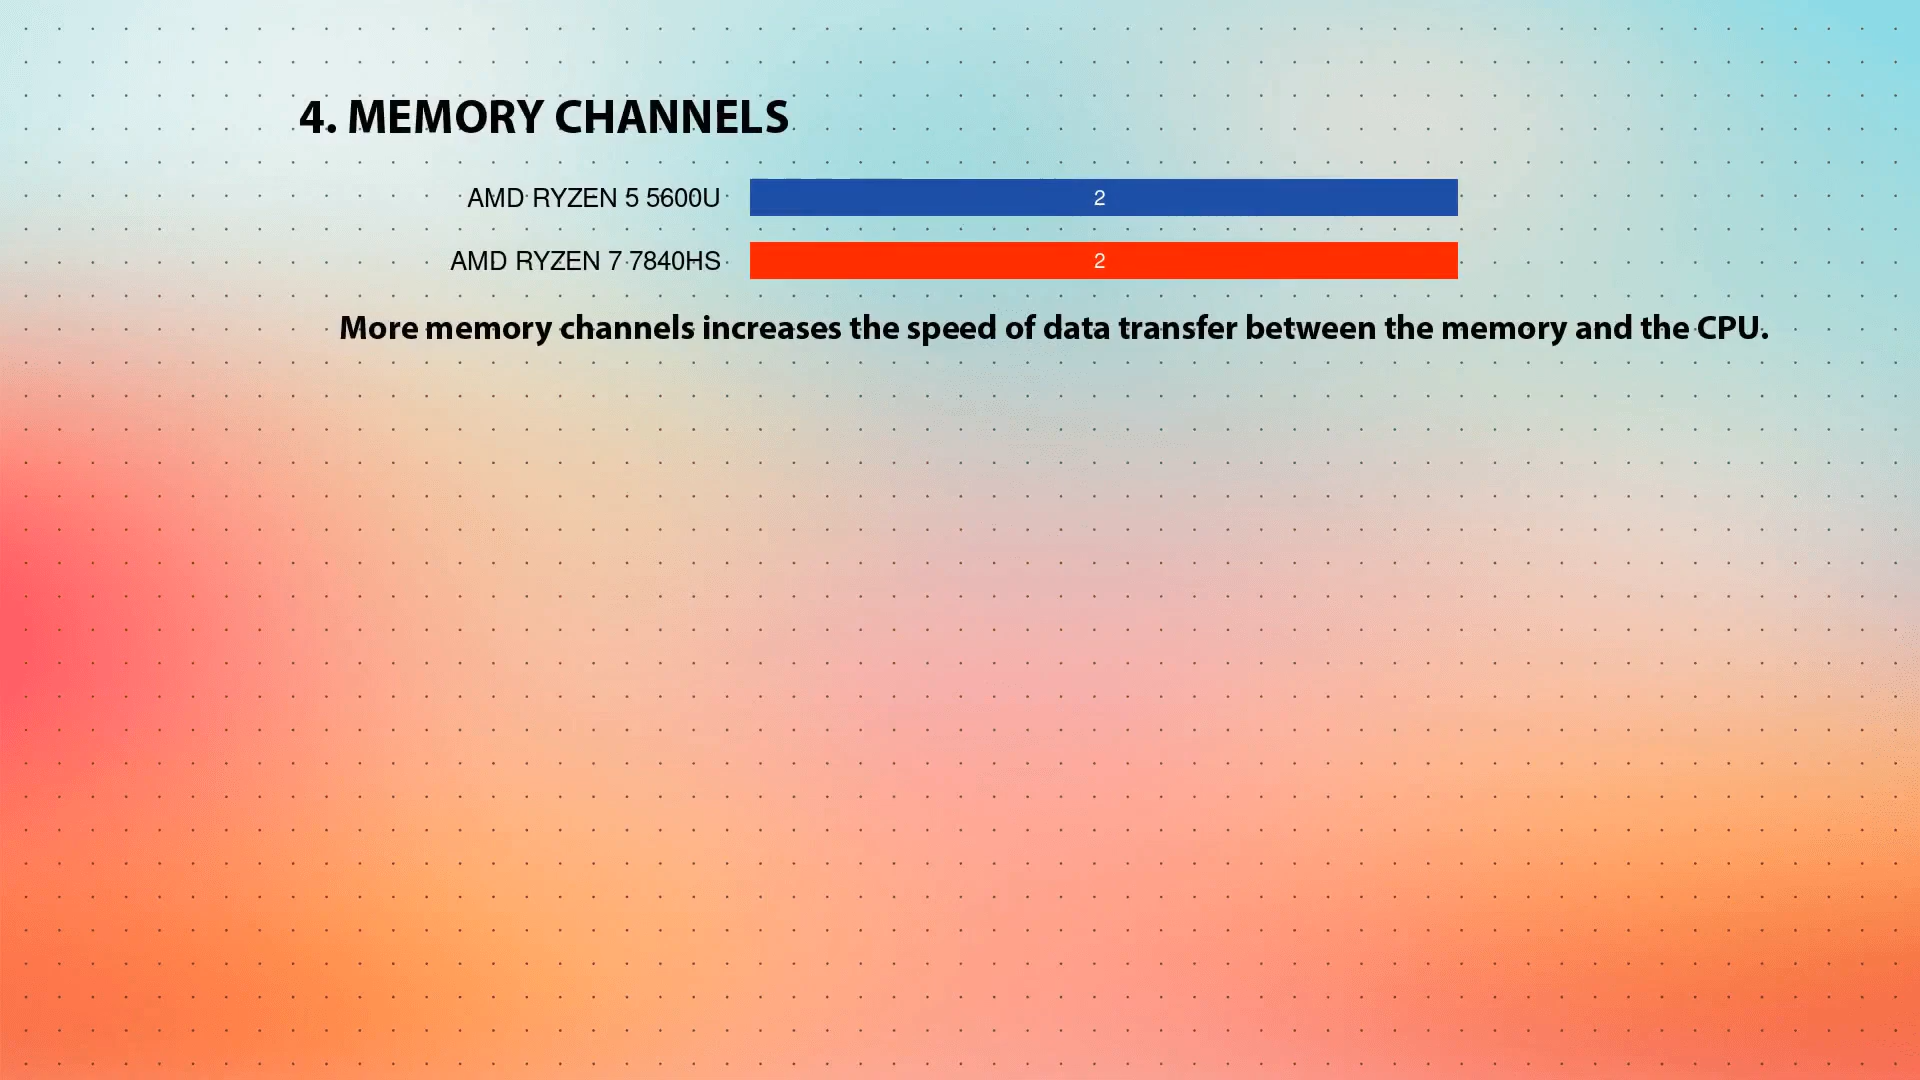 4. MEMORY CHANNELS
AMD RYZEN 5 5600U
2
AMD RYZEN 7 7840HS
2
More memory channels increases the speed of data transfer between the memory and the CPU.